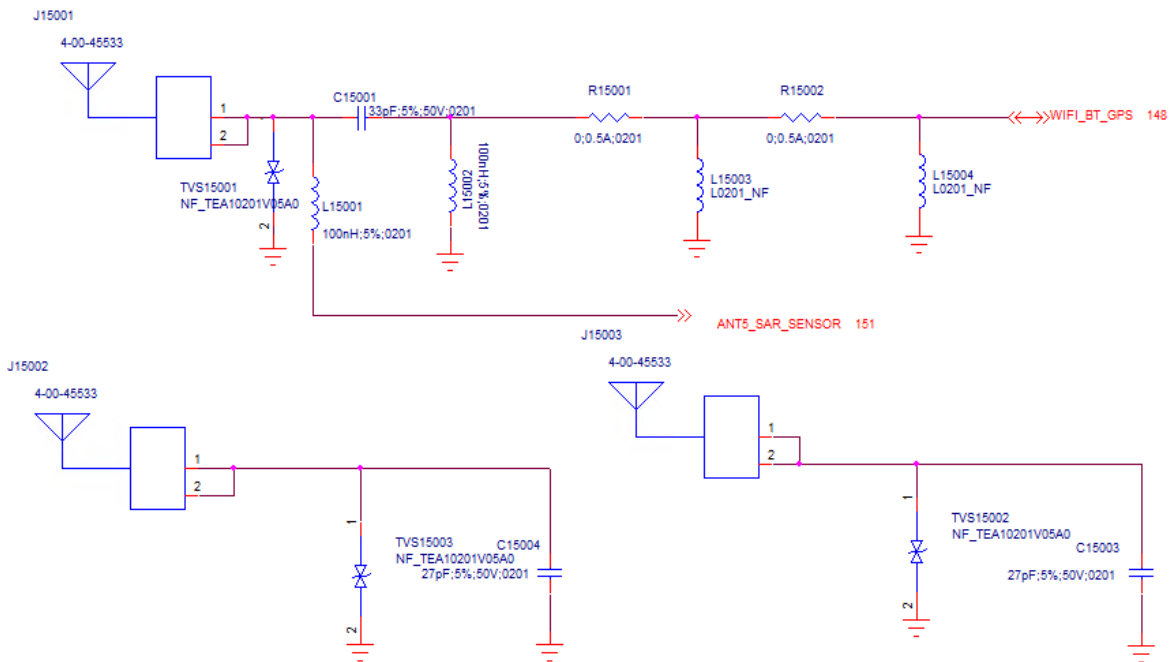 J15001
4-00-45533
1
2
C15001
33pF;5%;50V;0201
R15001
0;0.5A;0201
R15002
0;0.5A;0201
WIFI_BT_GPS 148
TVS15001
NF_TEA10201V05A0
2
L15001
100nH;5%;0201
L15002
100nH;5%;0201
L15003
L0201_NF
L15004
L0201_NF
ANT5_SAR_SENSOR 151
J15002
4-00-45533
1
2
1
TVS15003
NF_TEA10201V05A0
2
C15004
27pF;5%;50V;0201
J15003
4-00-45533
1
2
1
TVS15002
NF_TEA10201V05A0
2
C15003
27pF;5%;50V;0201